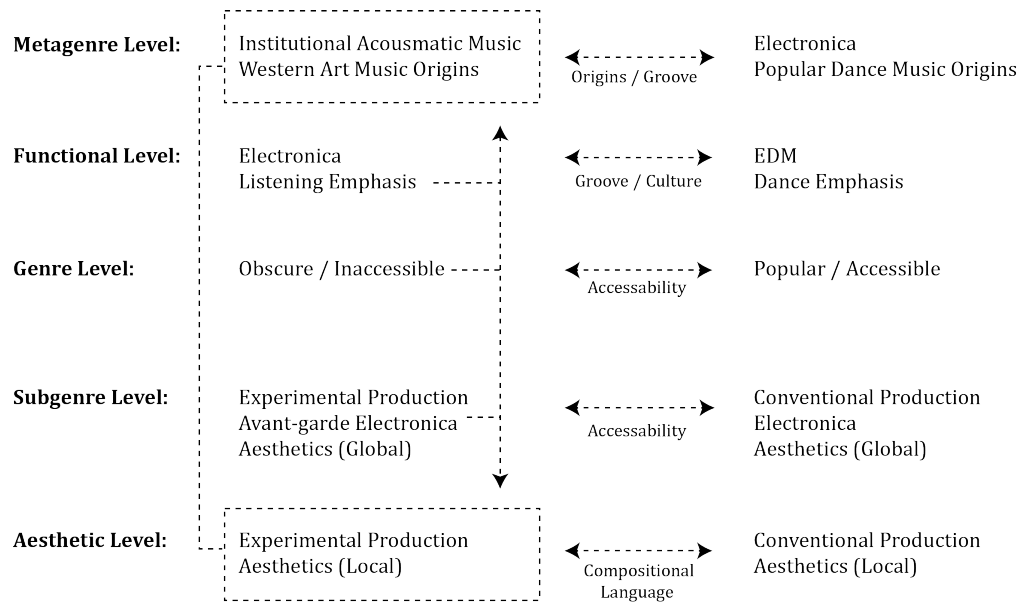 Metagenre Level:
Institutional Acousmatic Music
Western Art Music Origins
Origins / Groove
Electronica
Popular Dance Music Origins
Functional Level:
Electronica
Listening Emphasis
Groove / Culture
EDM
Dance Emphasis
Genre Level:
Obscure / Inaccessible
Accessability
Popular / Accessible
Subgenre Level:
Experimental Production
Avant-garde Electronica
Aesthetics (Global)
Accessability
Conventional Production
Electronica
Aesthetics (Global)
Aesthetic Level:
Experimental Production
Aesthetics (Local)
Compositional
Language
Conventional Production
Aesthetics (Local)